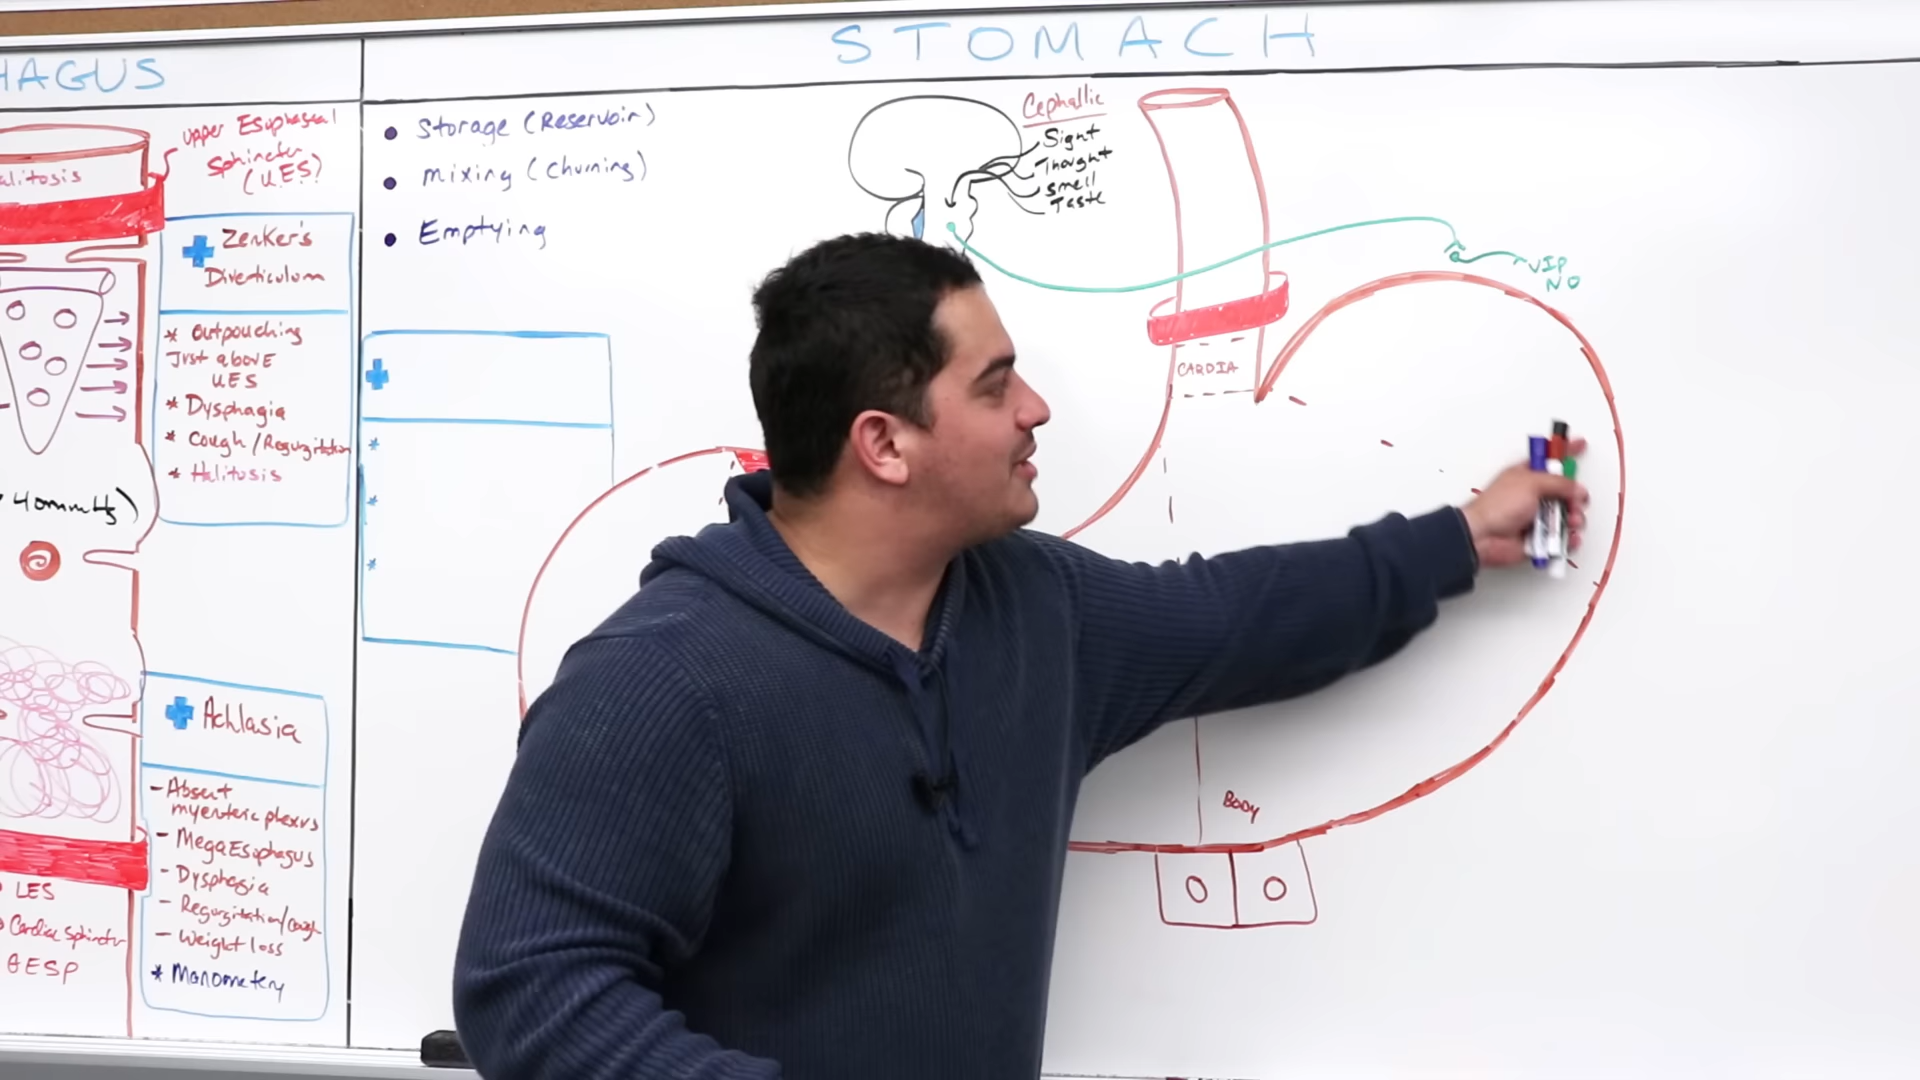 HAGUS
STOMACH
alitosis
upper Esophageal
Sphincter
(UES)
Zenker's
Diverticulum
* Outpouching
Just above
UES
* Dysphagia
* Cough / Regurgitation
* Halitosis
40mmHg)
Achlasia
- Absent
myenteric plexus
- MegaEsophagus
- Dysphagia
- Regurgitation/cough
- Weight loss
* Manometry
LES
Cardiac Sphincter
GESP
• Storage (Reservoir)
• Mixing (Churning)
• Emptying
*
*
*
Cephallic
Sight
Thought
Smell
Taste
VIP
NO
CARDIA
Body